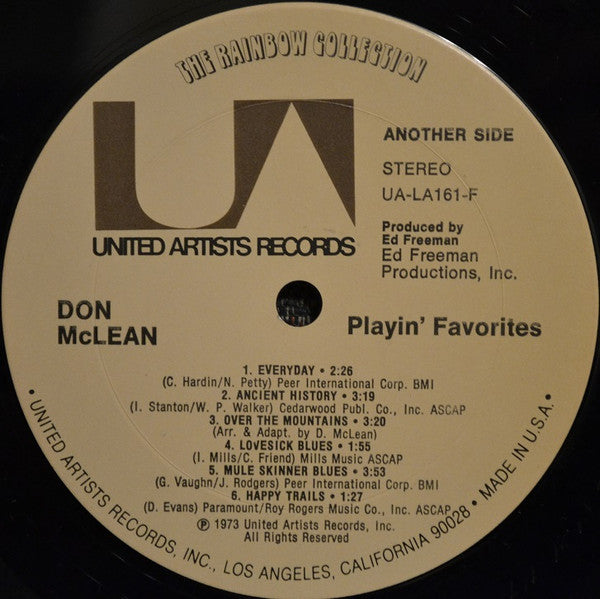 THE RAINBOW COLLECTION
UA
UNITED ARTISTS RECORDS
ANOTHER SIDE
STEREO
UA-LA161-F
Produced by
Ed Freeman
Ed Freeman
Productions, Inc.
DON
McLEAN
Playin' Favorites
1. EVERYDAY • 2:26
(C. Hardin/N. Petty) Peer International Corp. BMI
2. ANCIENT HISTORY • 3:19
(I. Stanton/W. P. Walker) Cedarwood Publ. Co., Inc. ASCAP
3. OVER THE MOUNTAINS • 3:20
(Arr. & Adapt. by D. McLean)
4. LOVESICK BLUES • 1:55
(I. Mills/C. Friend) Mills Music ASCAP
5. MULE SKINNER BLUES • 3:53
(G. Vaughn/J. Rodgers) Peer International Corp. BMI
6. HAPPY TRAILS • 1:27
(D. Evans) Paramount/Roy Rogers Music Co., Inc. ASCAP
℗ 1973 United Artists Records, Inc.
All Rights Reserved
• UNITED ARTISTS RECORDS, INC., LOS ANGELES, CALIFORNIA 90028 • MADE IN U.S.A. •